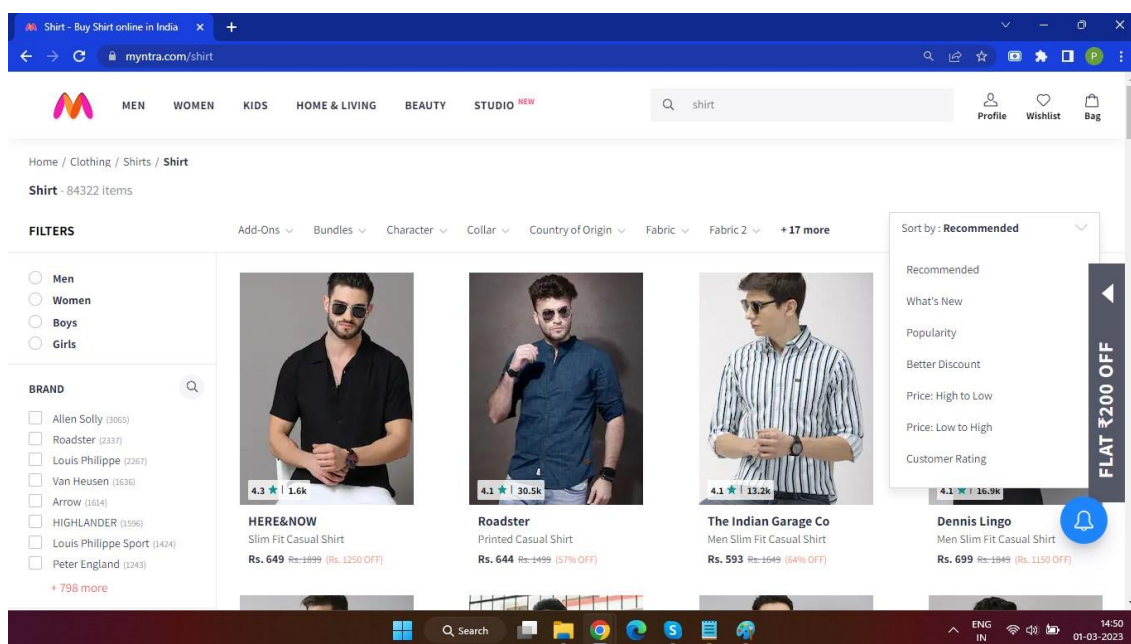 Shirt - Buy Shirt online in India
myntra.com/shirt
P
MEN WOMEN KIDS HOME & LIVING BEAUTY STUDIO NEW
shirt
Profile Wishlist Bag
Home / Clothing / Shirts / Shirt
Shirt - 84322 items
FILTERS
Add-Ons Bundles Character Collar Country of Origin Fabric Fabric 2 + 17 more
Sort by : Recommended
Recommended
What's New
Popularity
Better Discount
Price: High to Low
Price: Low to High
Customer Rating
FLAT ₹200 OFF
Men
Women
Boys
Girls
BRAND
Allen Solly (3065)
Roadster (2337)
Louis Philippe (2267)
Van Heusen (1636)
Arrow (1614)
HIGHLANDER (1596)
Louis Philippe Sport (1424)
Peter England (1243)
+ 798 more
4.3 ★ | 1.6k
HERE&NOW
Slim Fit Casual Shirt
Rs. 649 Rs. 1899 (Rs. 1250 OFF)
4.1 ★ | 30.5k
Roadster
Printed Casual Shirt
Rs. 644 Rs. 1499 (57% OFF)
4.1 ★ | 13.2k
The Indian Garage Co
Men Slim Fit Casual Shirt
Rs. 593 Rs. 1649 (64% OFF)
4.1 ★ | 16.9k
Dennis Lingo
Men Slim Fit Casual Shirt
Rs. 699 Rs. 1849 (Rs. 1150 OFF)
Search
S
ENG
IN
14:50
01-03-2023